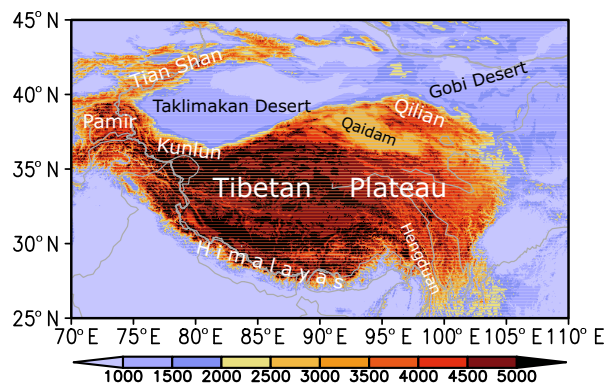 45°N
Tian Shan
Gobi Desert
40°N
Taklimakan Desert
Qilian
Pamir
Qaidam
Kunlun
35°N
Tibetan Plateau
30°N
Himalayas
Hengduan
25°N
70°E 75°E 80°E 85°E 90°E 95°E 100°E 105°E 110°E
1000 1500 2000 2500 3000 3500 4000 4500 5000